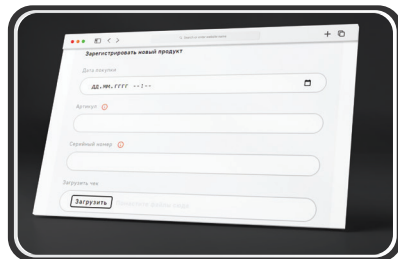 Зарегистрировать новый продукт
Дата покупки
дд.мм.гггг --:--
Артикул
Серийный номер
Загрузить чек
Загрузить